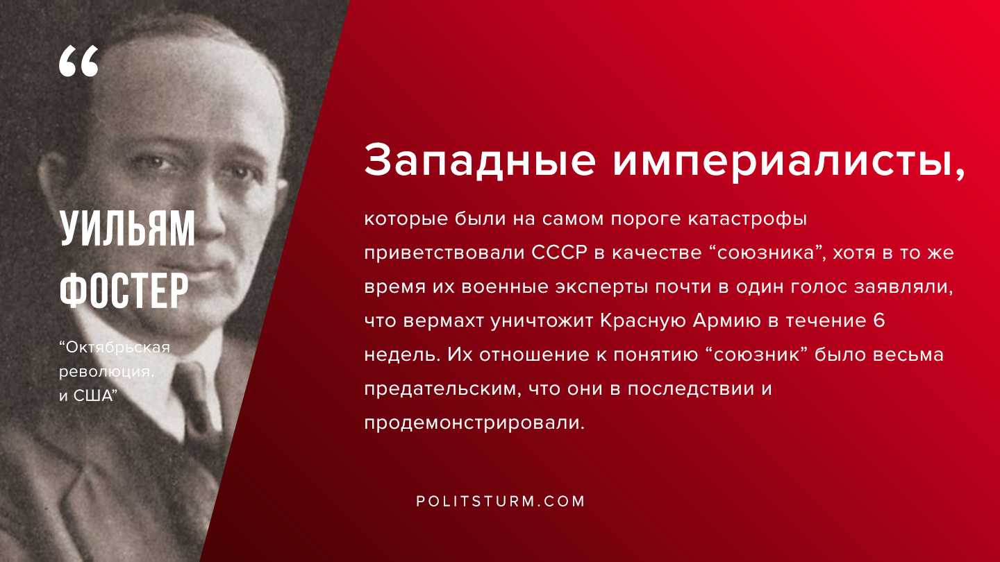 “
УИЛЬЯМ
ФОСТЕР
“Октябрьская
революция.
и США”
Западные империалисты,
которые были на самом пороге катастрофы
приветствовали СССР в качестве “союзника”, хотя в то же
время их военные эксперты почти в один голос заявляли,
что вермахт уничтожит Красную Армию в течение 6
недель. Их отношение к понятию “союзник” было весьма
предательским, что они в последствии и
продемонстрировали.
POLITSTURM.COM